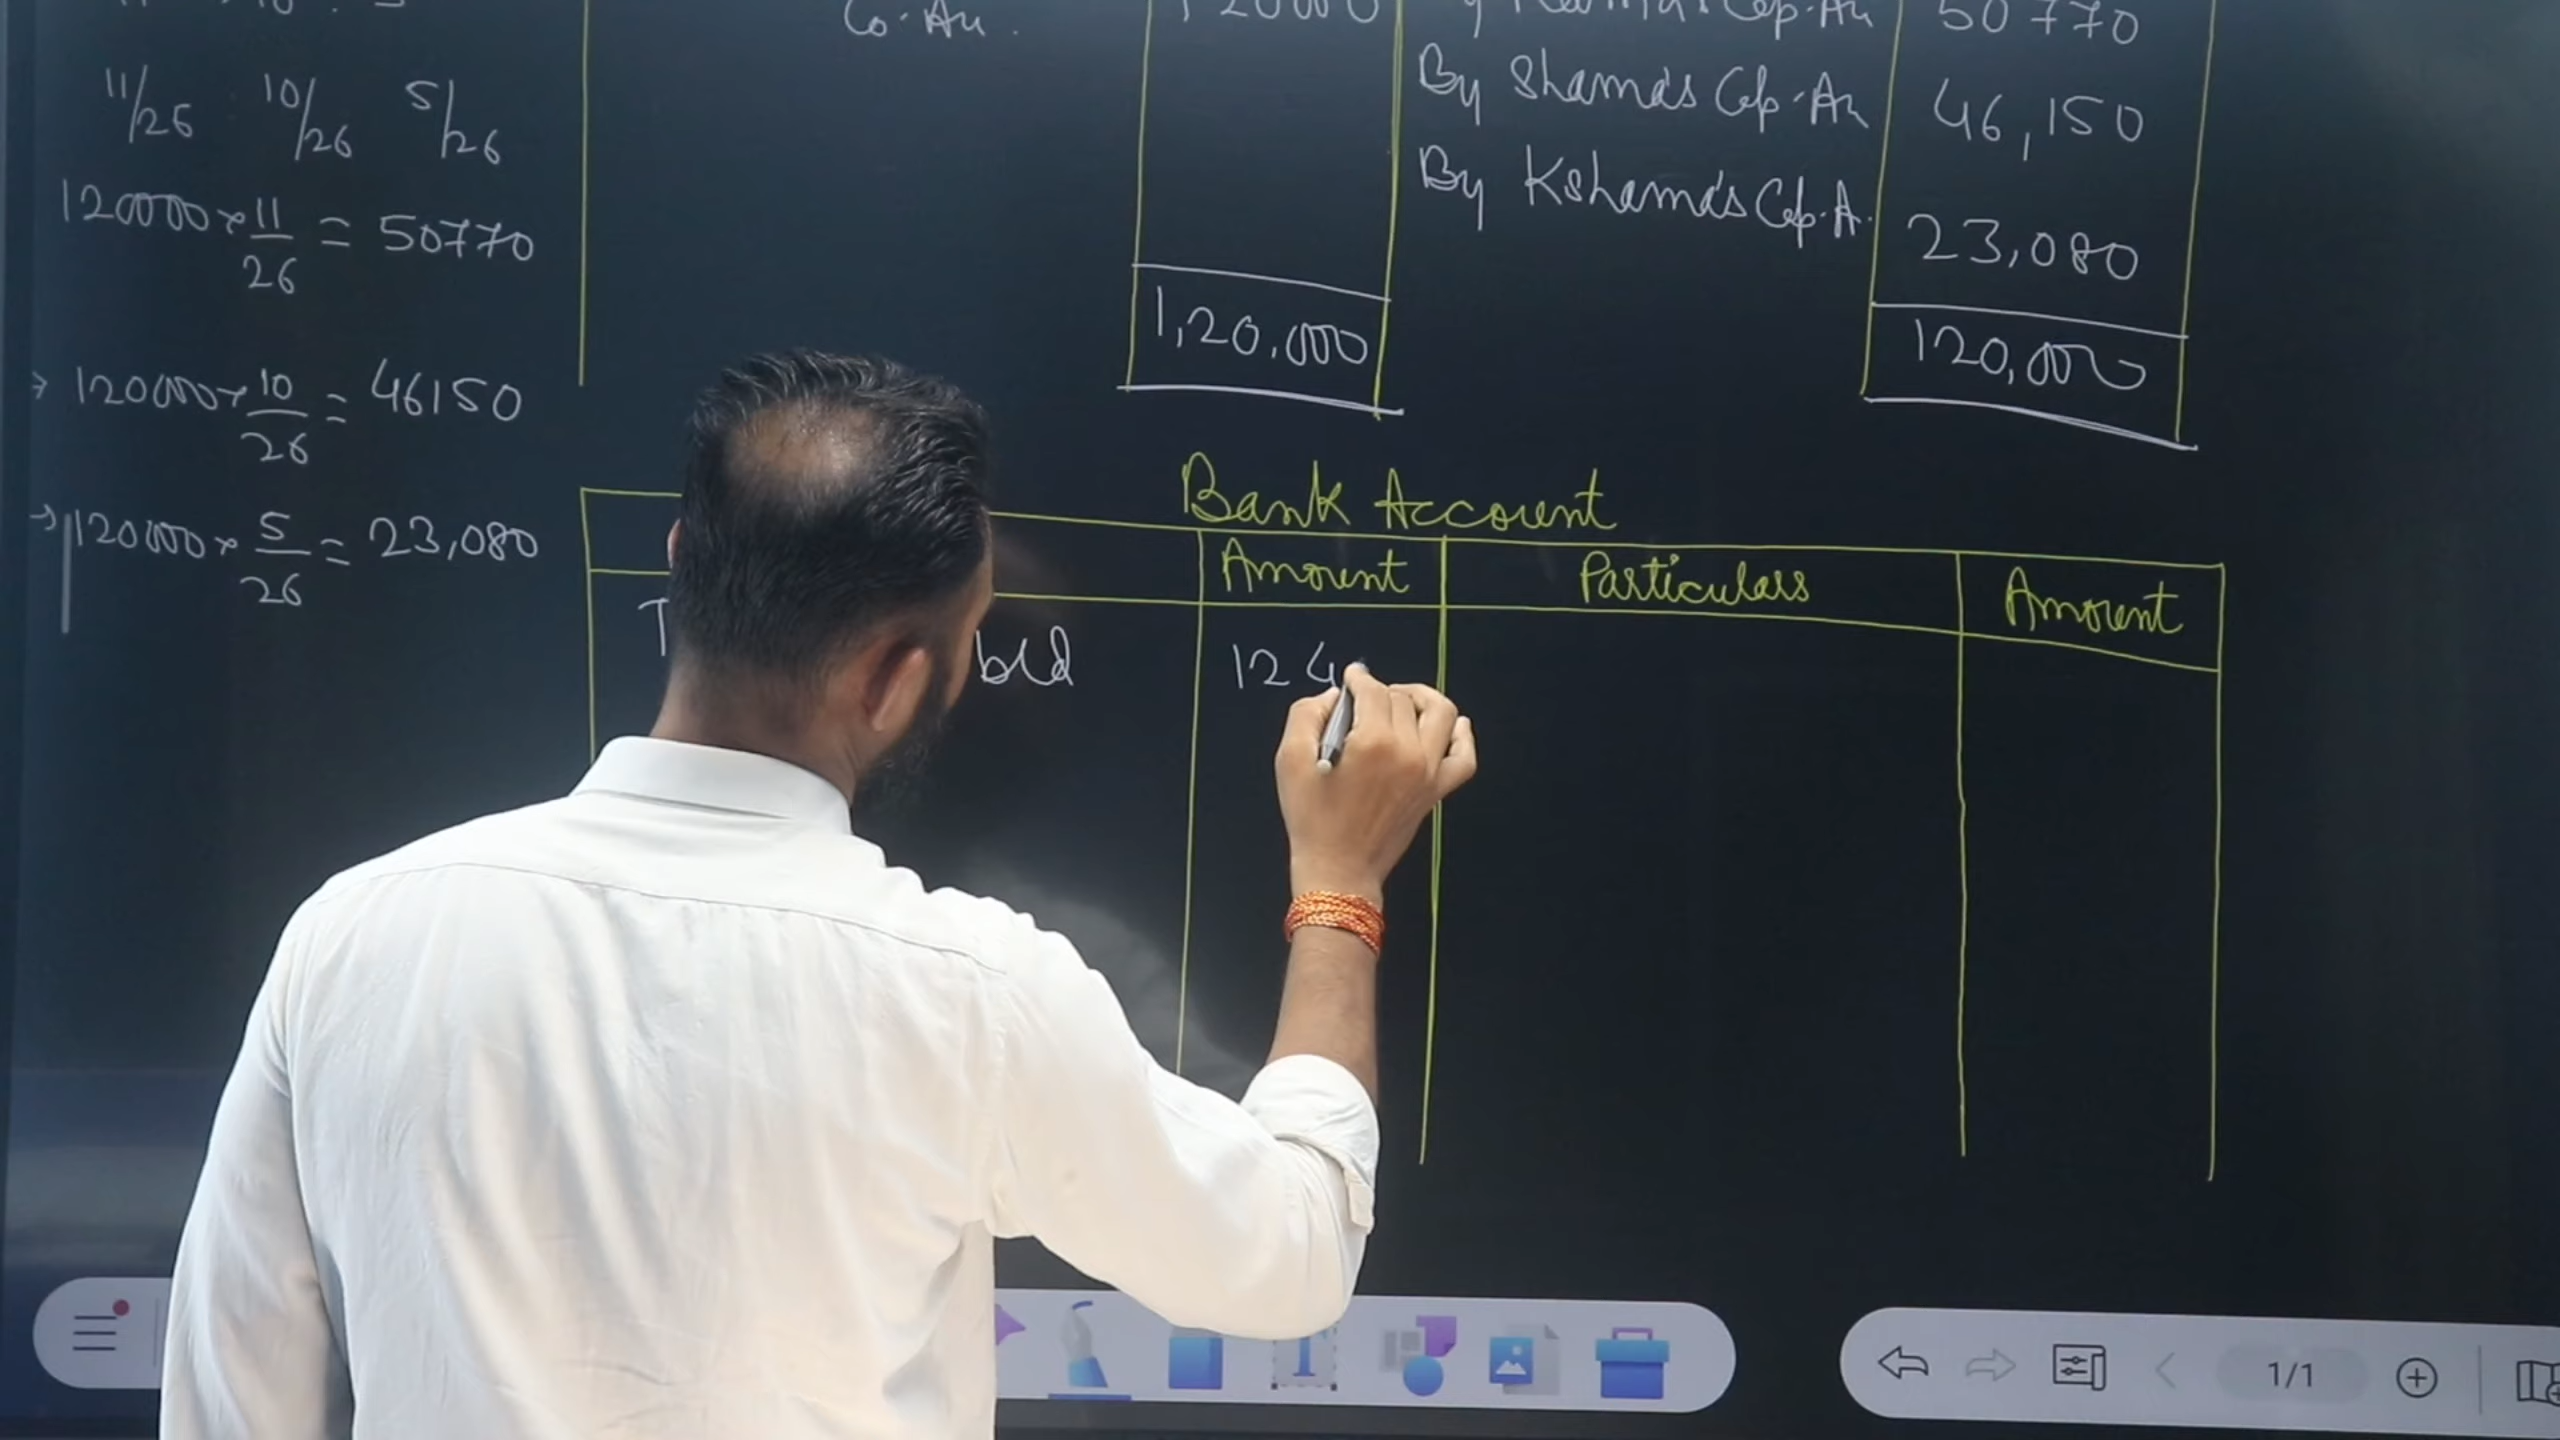 Co. A/c.
120000
50770
11/26 10/26 5/26
By Shama's Cap. A/c 46,150
120000 × 11/26 = 50770
By Kshama's Cap. A. 23,080
1,20,000
120,000
→ 120000 × 10/26 = 46150
→ 120000 × 5/26 = 23,080
Bank Account
Amount Particulars Amount
T
b/d 124
T
1/1